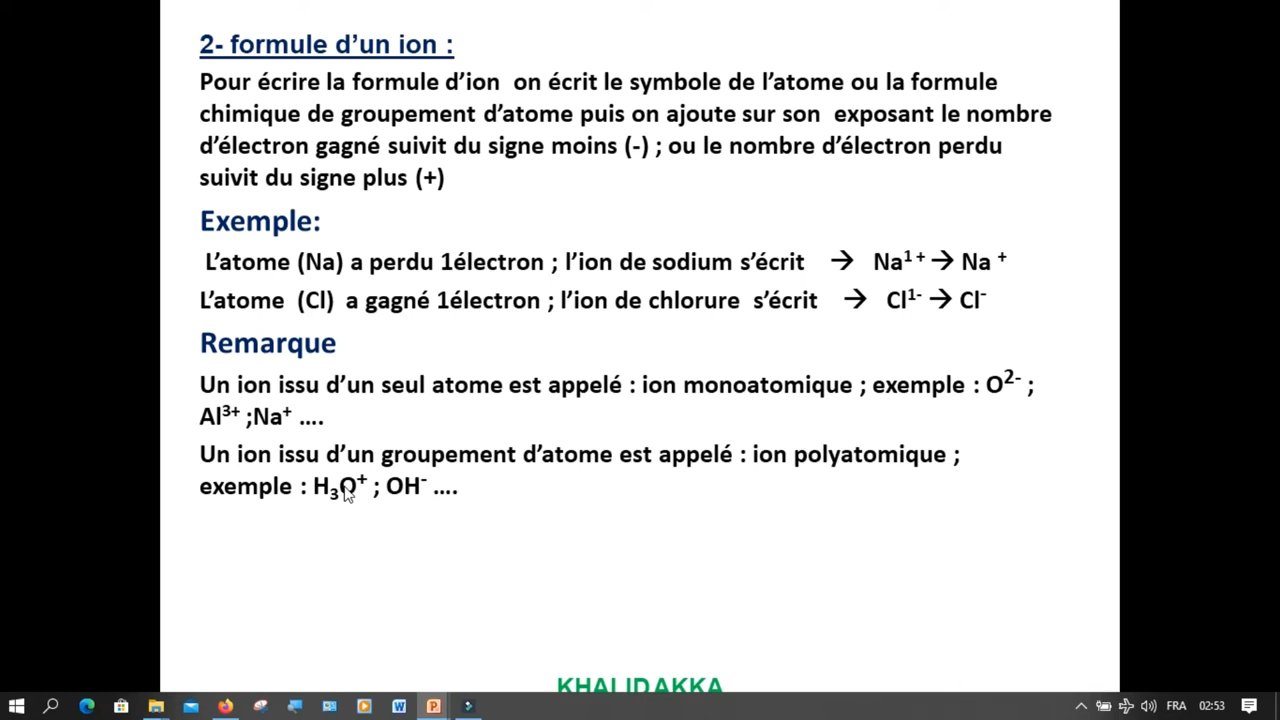 2- formule d’un ion :
Pour écrire la formule d’ion on écrit le symbole de l’atome ou la formule
chimique de groupement d’atome puis on ajoute sur son exposant le nombre
d’électron gagné suivit du signe moins (-) ; ou le nombre d’électron perdu
suivit du signe plus (+)
Exemple:
L’atome (Na) a perdu 1électron ; l’ion de sodium s’écrit → Na¹⁺ → Na ⁺
L’atome (Cl) a gagné 1électron ; l’ion de chlorure s’écrit → Cl¹⁻ → Cl⁻
Remarque
Un ion issu d’un seul atome est appelé : ion monoatomique ; exemple : O²⁻ ;
Al³⁺ ;Na⁺ ....
Un ion issu d’un groupement d’atome est appelé : ion polyatomique ;
exemple : H₃O⁺ ; OH⁻ ....
KHALIDAKKA
FRA 02:53